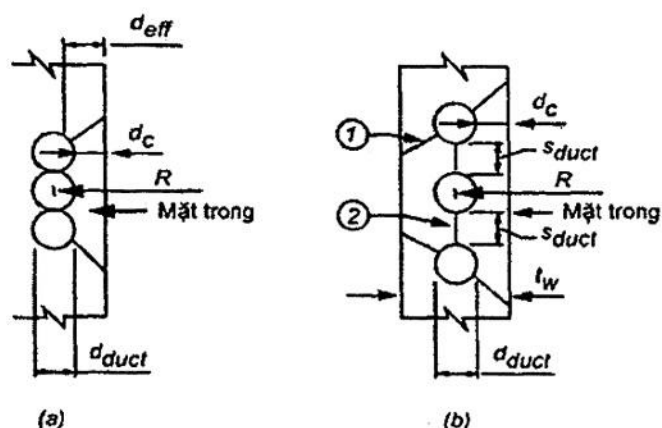 d_eff
d_c
R
Mặt trong
d_duct
(a)
1
d_c
s_duct
R
2
Mặt trong
s_duct
t_w
d_duct
(b)